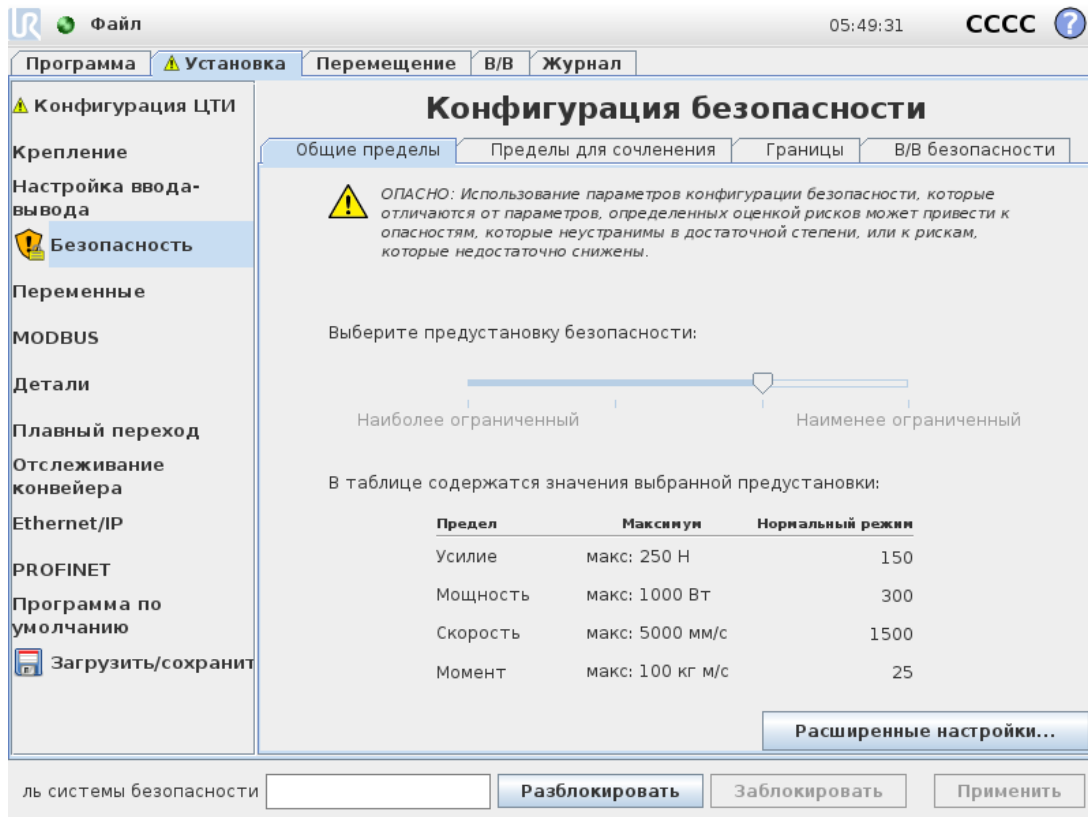 UR
Файл
05:49:31
CCCC
?
Программа
Установка
Перемещение
В/В
Журнал
Конфигурация ЦТИ
Крепление
Настройка ввода-
вывода
Безопасность
Переменные
MODBUS
Детали
Плавный переход
Отслеживание
конвейера
Ethernet/IP
PROFINET
Программа по
умолчанию
Загрузить/сохранит
Конфигурация безопасности
Общие пределы
Пределы для сочленения
Границы
В/В безопасности
ОПАСНО: Использование параметров конфигурации безопасности, которые
отличаются от параметров, определенных оценкой рисков может привести к
опасностям, которые неустранимы в достаточной степени, или к рискам,
которые недостаточно снижены.
Выберите предустановку безопасности:
Наиболее ограниченный
Наименее ограниченный
В таблице содержатся значения выбранной предустановки:
Предел Максимум Нормальный режим
Усилие макс: 250 Н 150
Мощность макс: 1000 Вт 300
Скорость макс: 5000 мм/с 1500
Момент макс: 100 кг м/с 25
Расширенные настройки...
ль системы безопасности
Разблокировать
Заблокировать
Применить